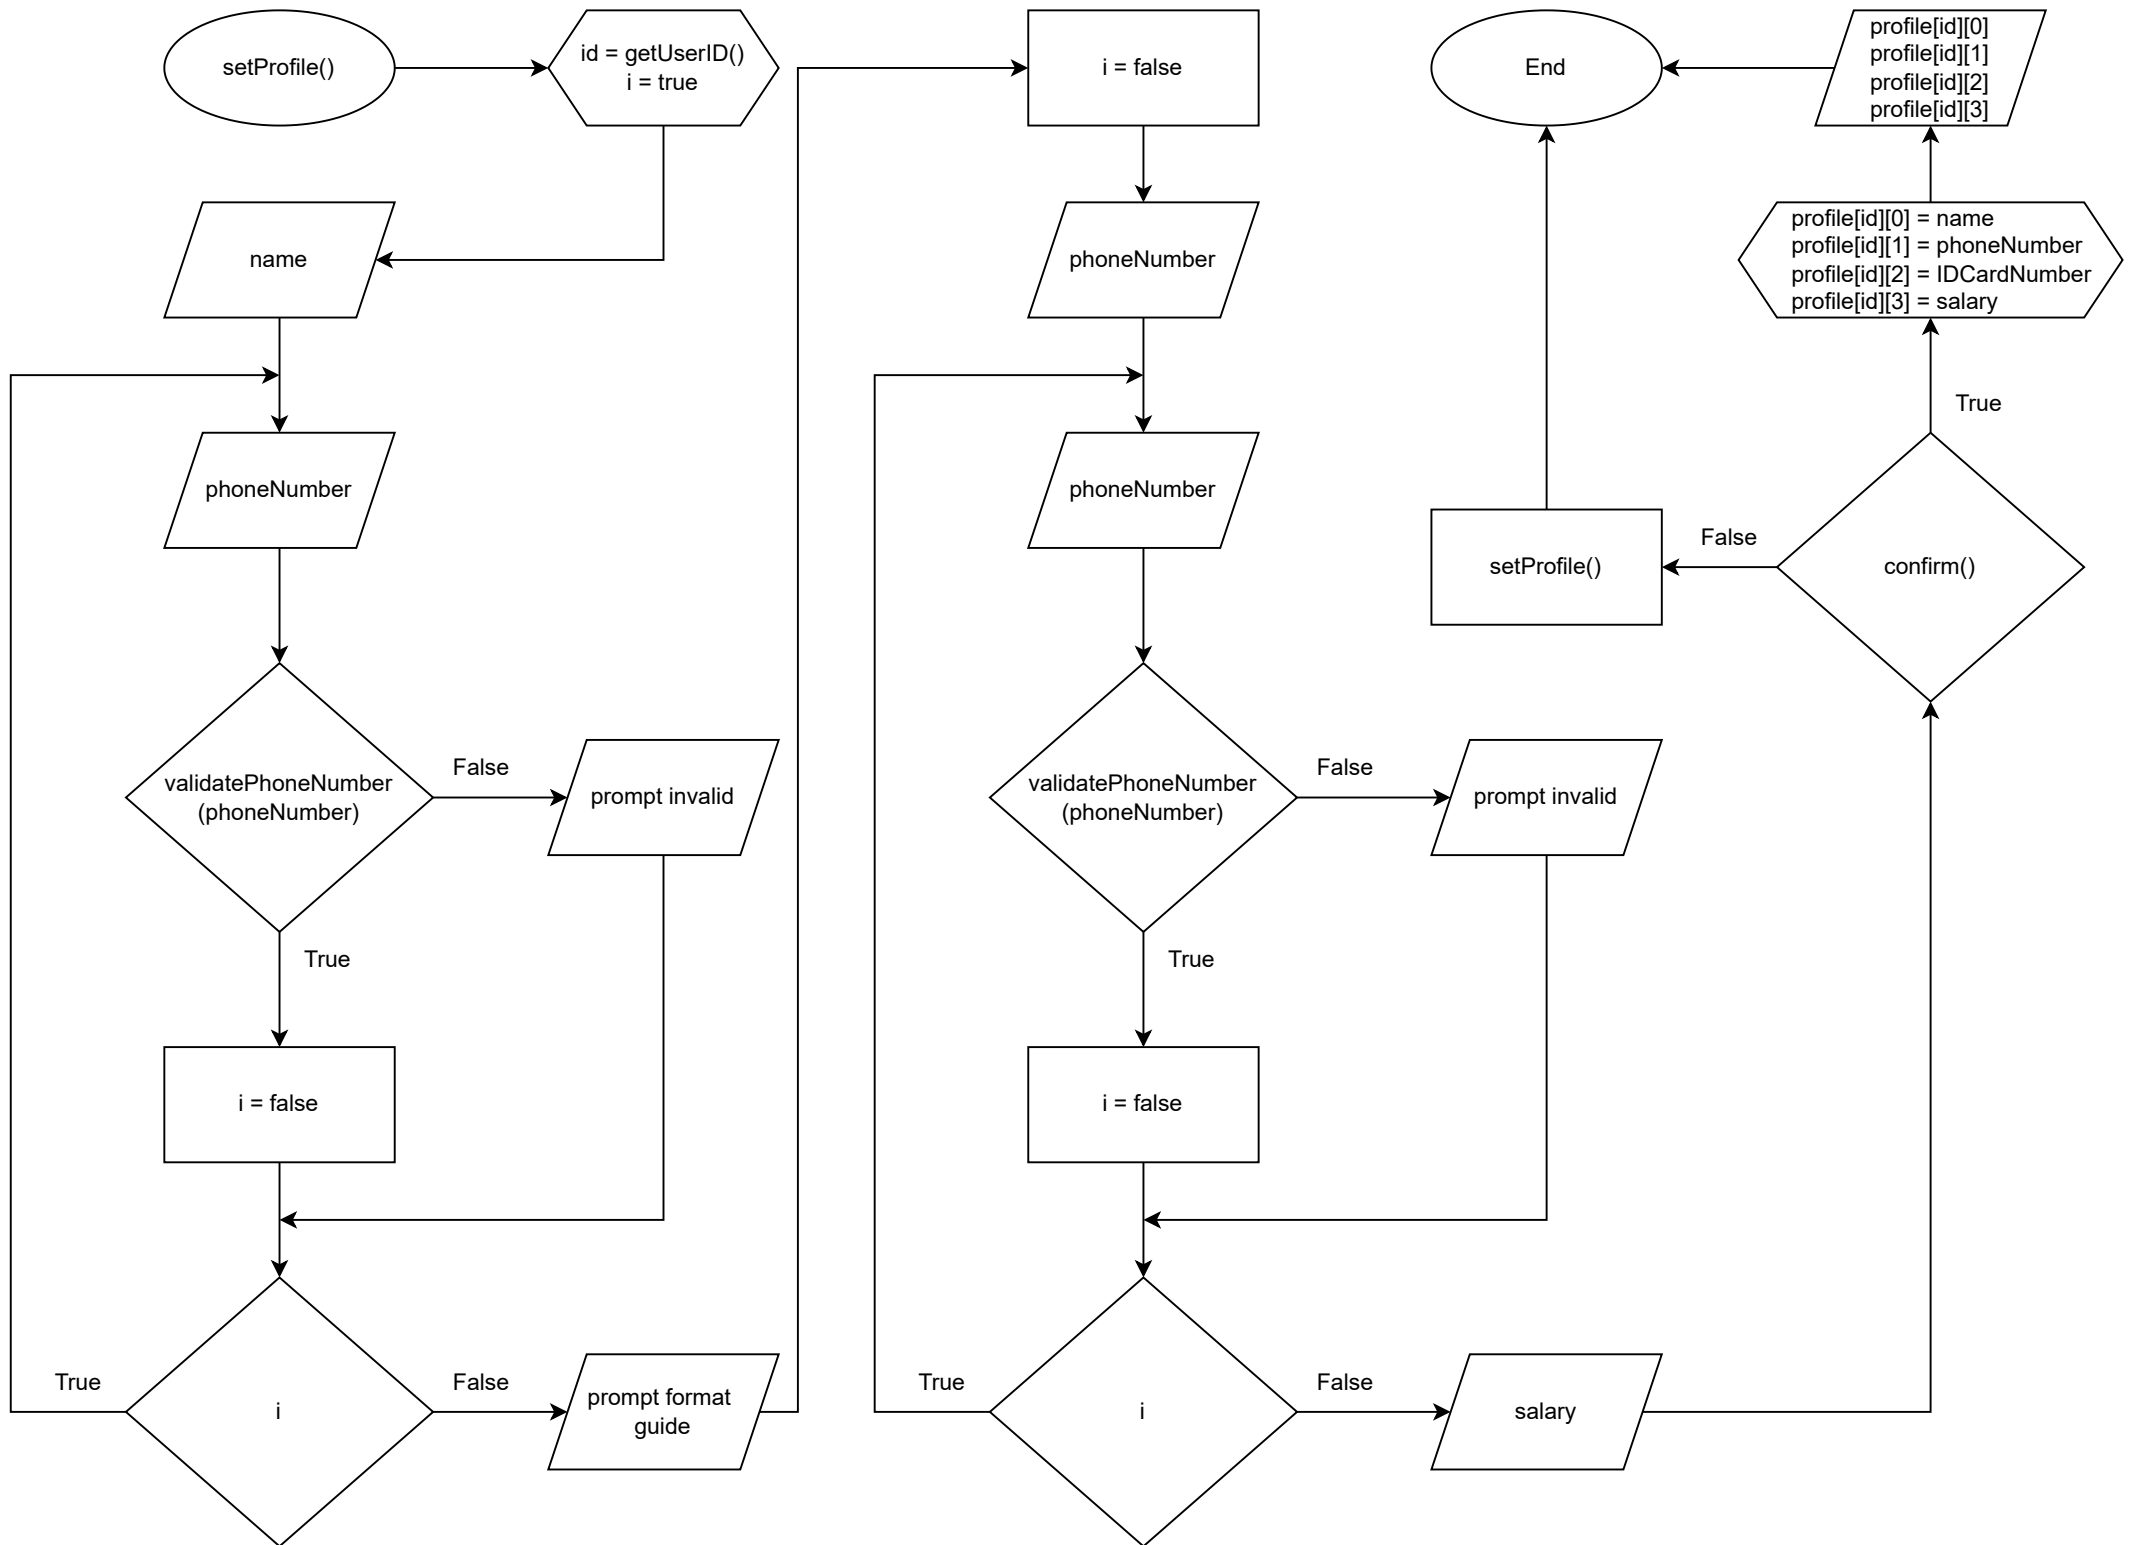 setProfile()
id = getUserID()
i = true
name
phoneNumber
validatePhoneNumber
(phoneNumber)
False
prompt invalid
True
i = false
i
True
False
prompt format
guide
i = false
phoneNumber
phoneNumber
validatePhoneNumber
(phoneNumber)
False
prompt invalid
True
i = false
i
True
False
salary
confirm()
False
setProfile()
True
profile[id][0] = name
profile[id][1] = phoneNumber
profile[id][2] = IDCardNumber
profile[id][3] = salary
profile[id][0]
profile[id][1]
profile[id][2]
profile[id][3]
End